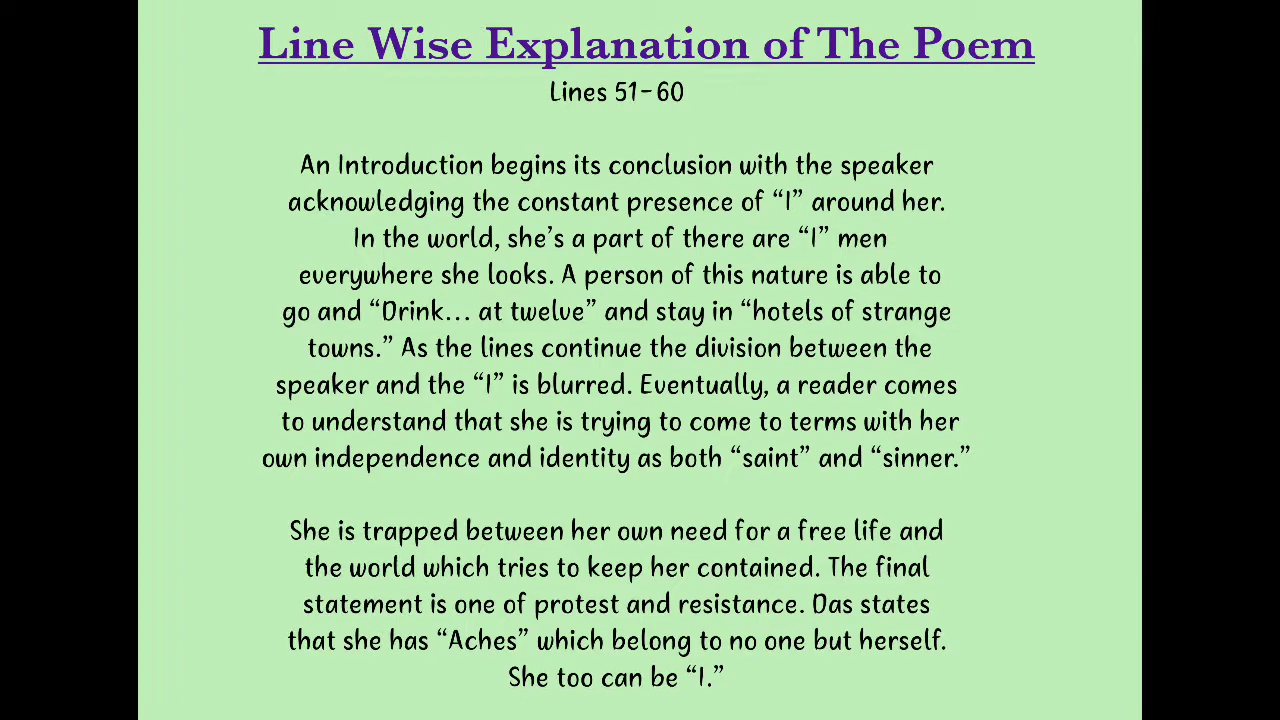 Line Wise Explanation of The Poem
Lines 51-60
An Introduction begins its conclusion with the speaker
acknowledging the constant presence of “I” around her.
In the world, she’s a part of there are “I” men
everywhere she looks. A person of this nature is able to
go and “Drink... at twelve” and stay in “hotels of strange
towns.” As the lines continue the division between the
speaker and the “I” is blurred. Eventually, a reader comes
to understand that she is trying to come to terms with her
own independence and identity as both “saint” and “sinner.”
She is trapped between her own need for a free life and
the world which tries to keep her contained. The final
statement is one of protest and resistance. Das states
that she has “Aches” which belong to no one but herself.
She too can be “I.”